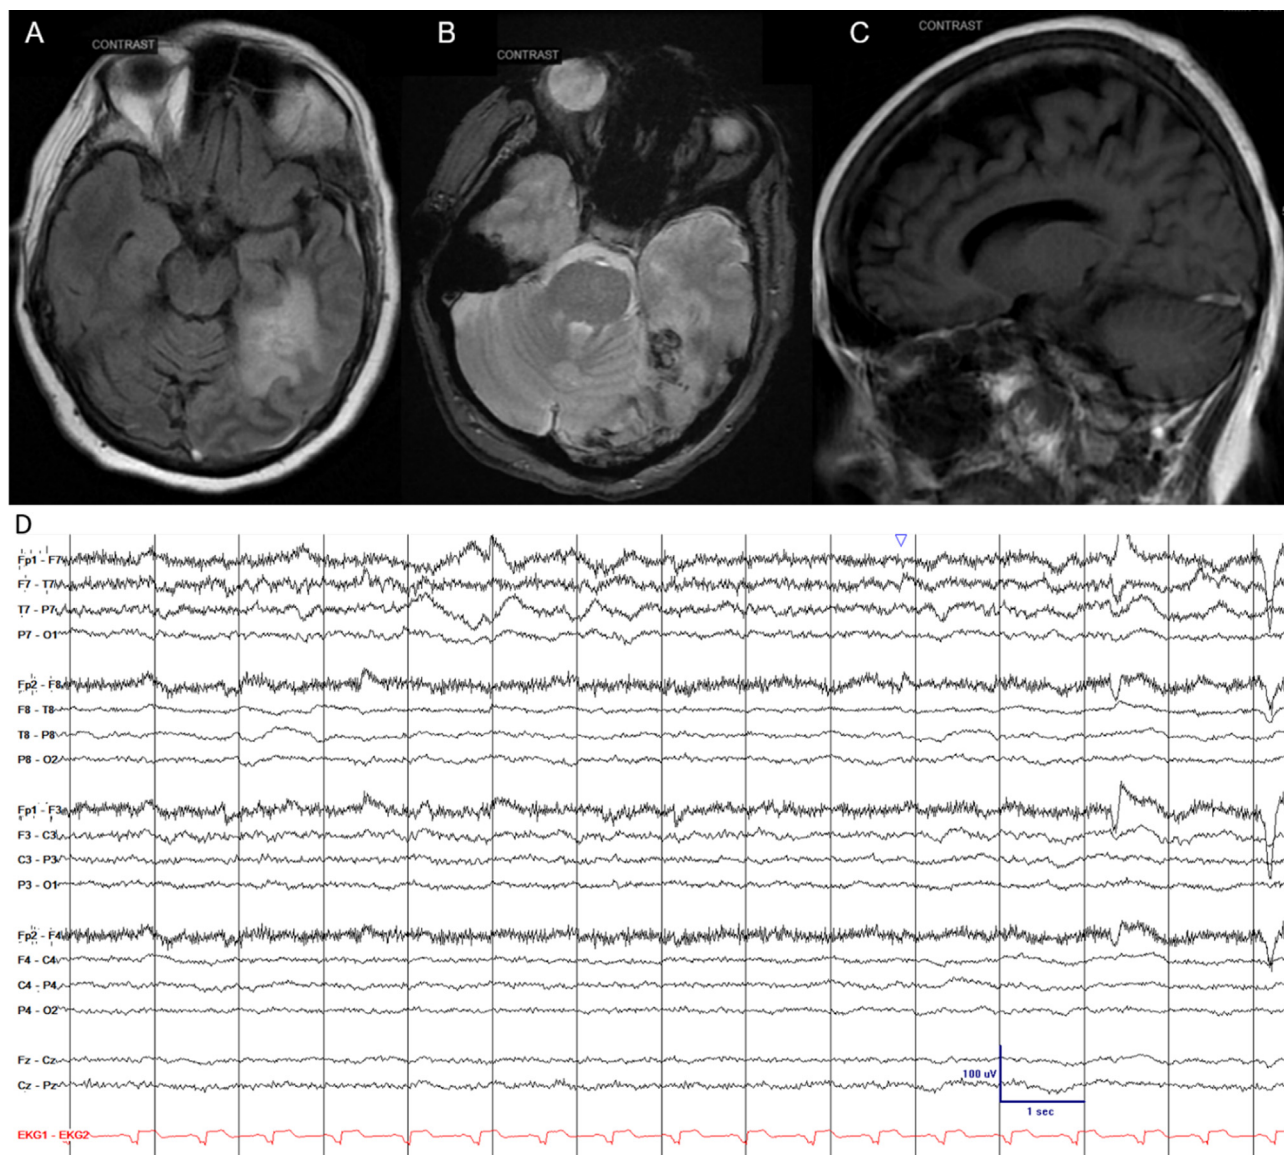 A
CONTRAST
B
CONTRAST
C
CONTRAST
D
Fp1 - F7
F7 - T7
T7 - P7
P7 - O1
Fp2 - F8
F8 - T8
T8 - P8
P8 - O2
Fp1 - F3
F3 - C3
C3 - P3
P3 - O1
Fp2 - F4
F4 - C4
C4 - P4
P4 - O2
Fz - Cz
Cz - Pz
100 uV
1 sec
EKG1 - EKG2